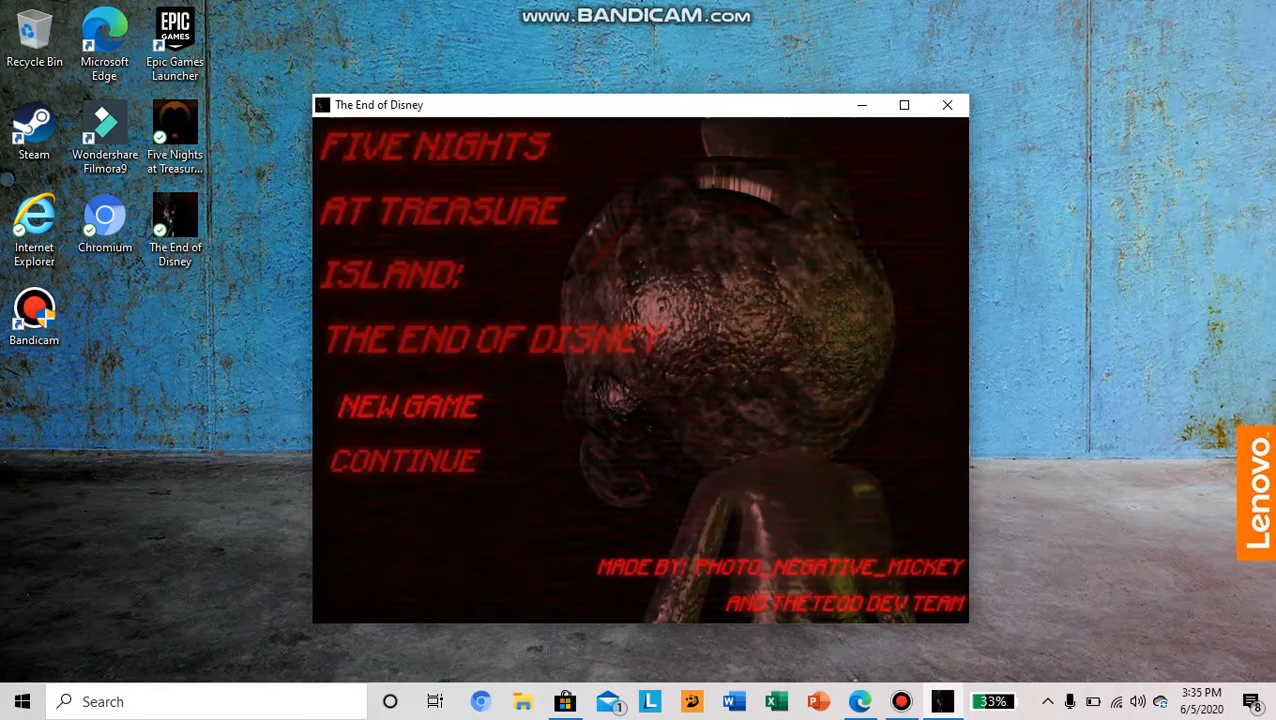 www.BANDICAM.com
Recycle Bin
Microsoft
Edge
EPIC
GAMES
Epic Games
Launcher
Steam
Wondershare
Filmora9
Five Nights
at Treasur...
Internet
Explorer
Chromium
The End of
Disney
Bandicam
The End of Disney
FIVE NIGHTS
AT TREASURE
ISLAND:
THE END OF DISNEY
NEW GAME
CONTINUE
MADE BY: PHOTO_NEGATIVE_MICKEY
AND THETEOD DEV TEAM
Lenovo
Search
1
L
W
X
P
33%
3:35 PM
6/5/2020
8